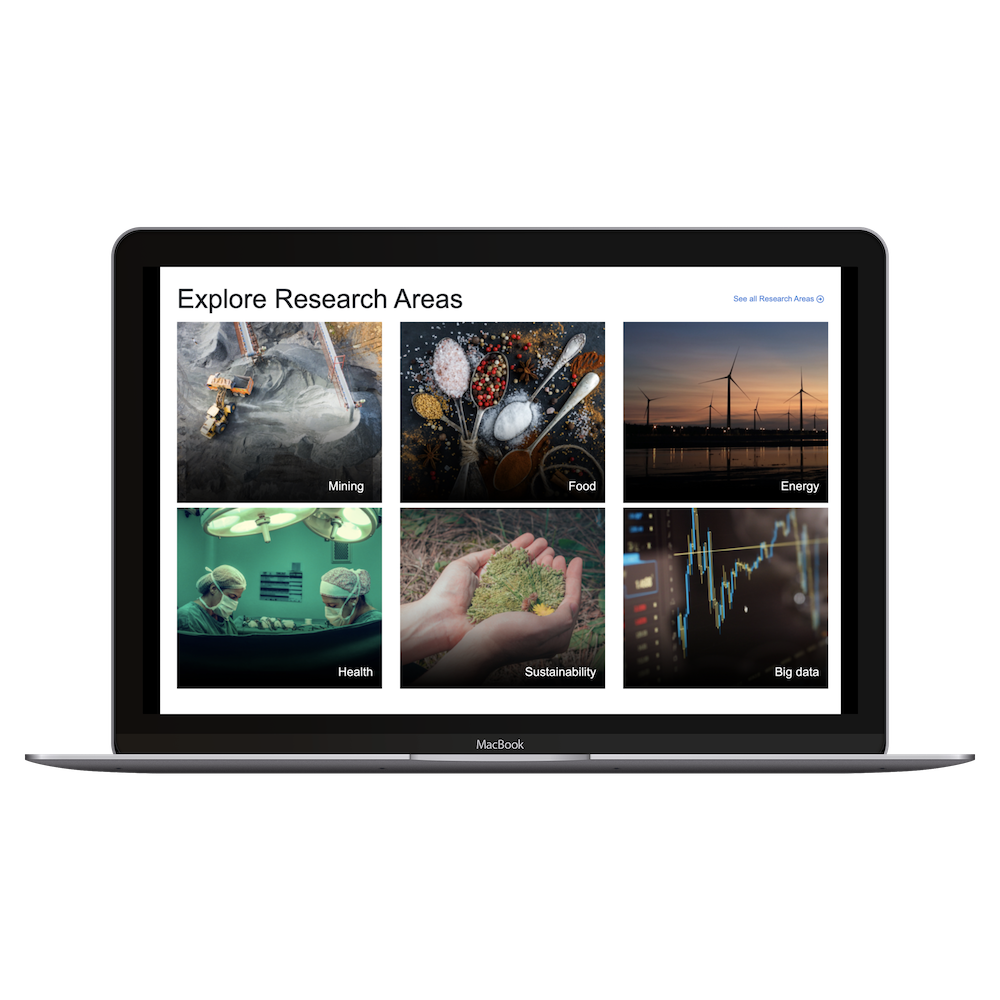 Explore Research Areas
See all Research Areas
Mining
Food
Energy
Health
Sustainability
Big data
MacBook